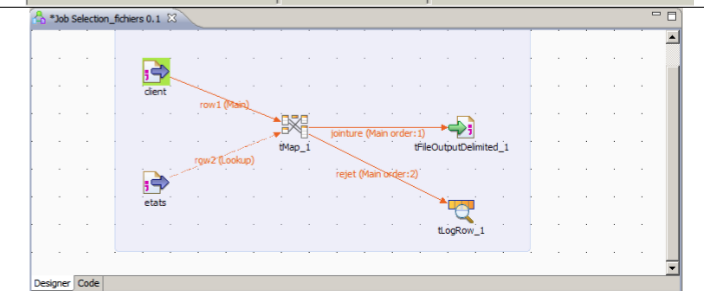 *Job Selection_fichiers 0.1
client
row1 (Main)
jointure (Main order:1)
tMap_1
tFileOutputDelimited_1
row2 (Lookup)
rejet (Main order:2)
etats
tLogRow_1
Designer Code